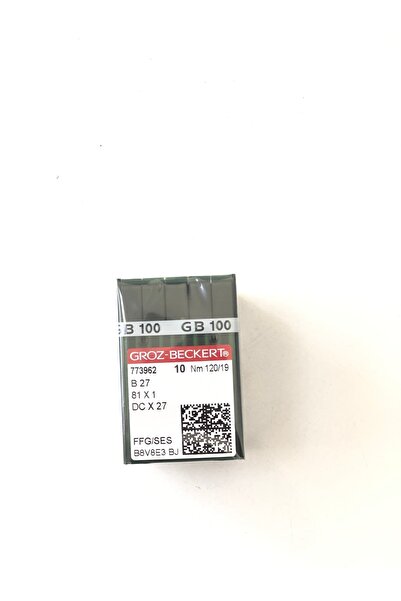 GB 100 GB 100
GROZ-BECKERT®
773962 10 Nm 120/19
B 27
81 X 1
DC X 27
FFG/SES
B8V8E3 BJ